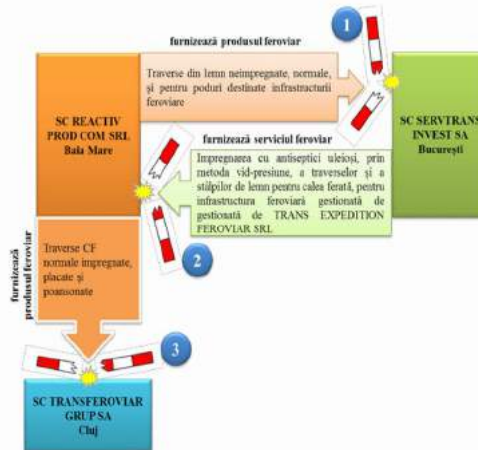 furnizează produsul feroviar
1
Traverse din lemn neimpregnate, normale,
și pentru poduri destinate infrastructurii
feroviare
SC REACTIV
PROD COM SRL
Baia Mare
SC SERVTRANS
INVEST SA
București
furnizează serviciul feroviar
Impregnarea cu antiseptici uleioși, prin
metoda vid-presiune, a traverselor și a
stâlpilor de lemn pentru calea ferată, pentru
infrastructura feroviară gestionată de
gestionată de TRANS EXPEDITION
FEROVIAR SRL
2
furnizează
produsul feroviar
Traverse CF
normale impregnate,
placate și
poansonate
3
SC TRANSFEROVIAR
GRUP SA
Cluj